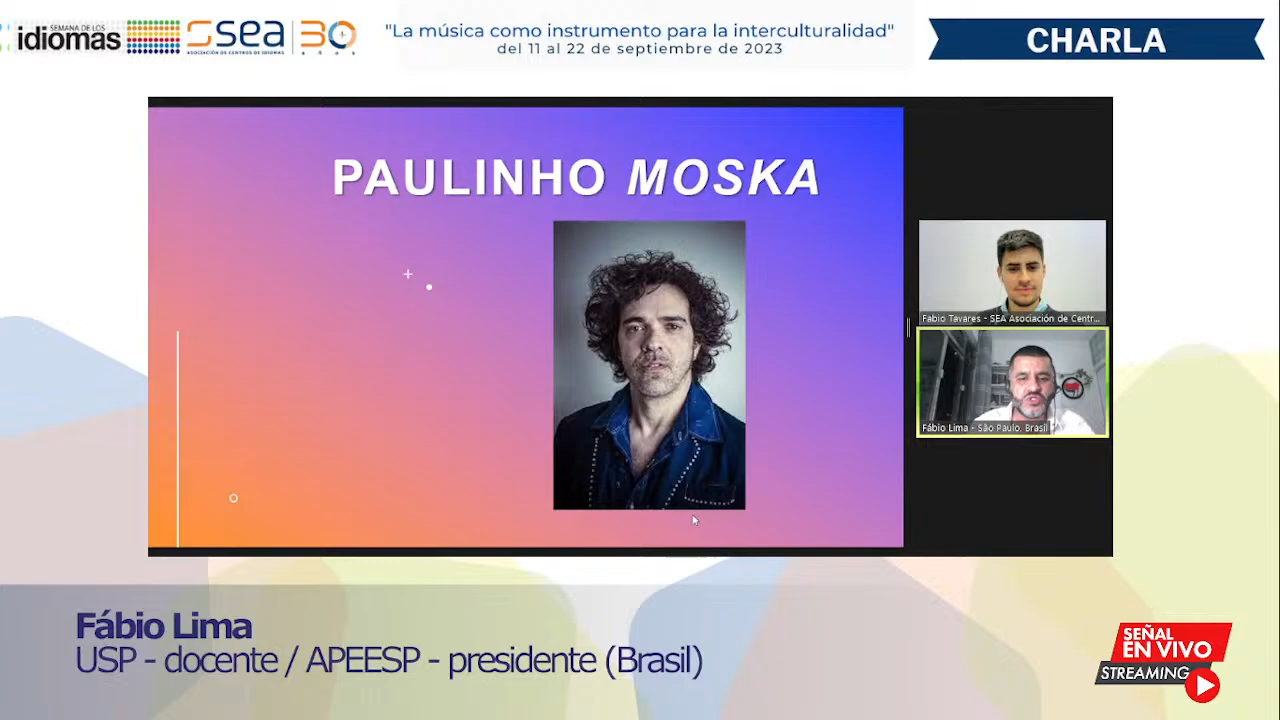 SEMANA DE LOS
idiomas
SEA
ASOCIACIÓN DE CENTROS DE IDIOMAS
30
AÑOS
"La música como instrumento para la interculturalidad"
del 11 al 22 de septiembre de 2023
CHARLA
PAULINHO MOSKA
Fabio Tavares - SEA Asociación de Centr...
Fábio Lima - São Paulo. Brasil
Fábio Lima
USP - docente / APEESP - presidente (Brasil)
SEÑAL
EN VIVO
STREAMING